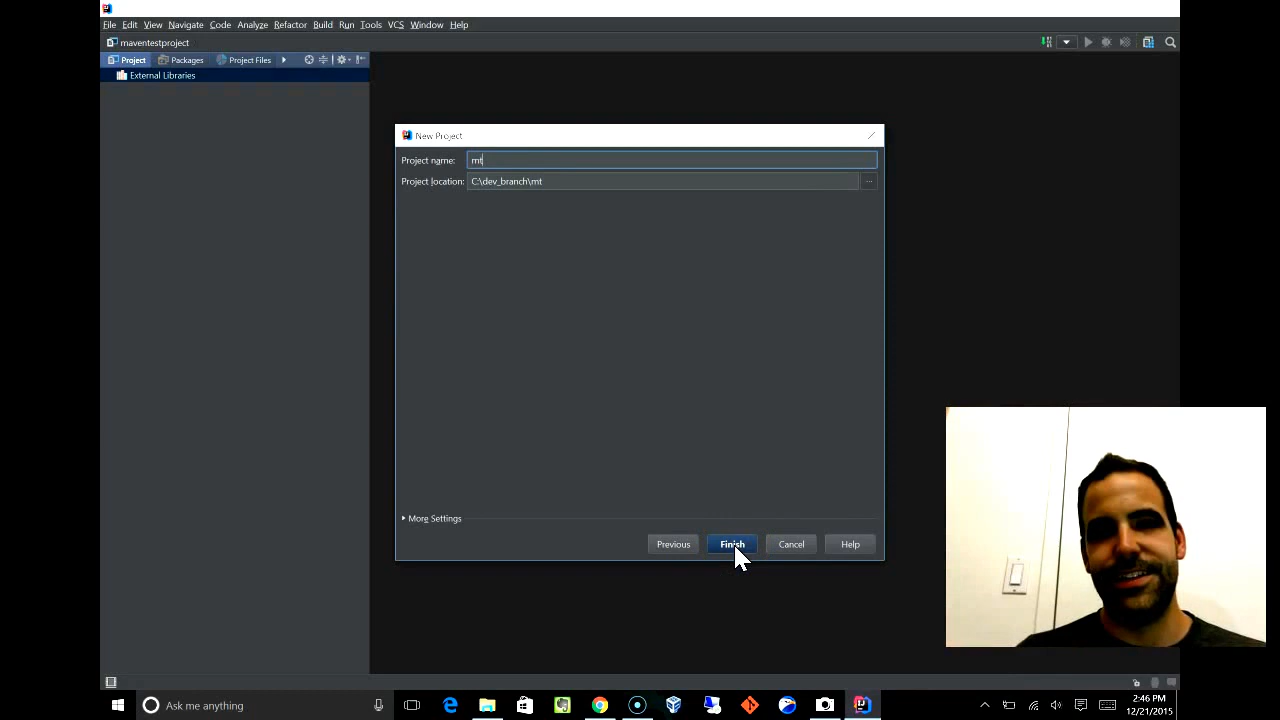 File Edit View Navigate Code Analyze Refactor Build Run Tools VCS Window Help
maventestproject
Project Packages Project Files
External Libraries
New Project
Project name: mt
Project location: C:\dev_branch\mt ...
More Settings
Previous Finish Cancel Help
Ask me anything
2:46 PM
12/21/2015